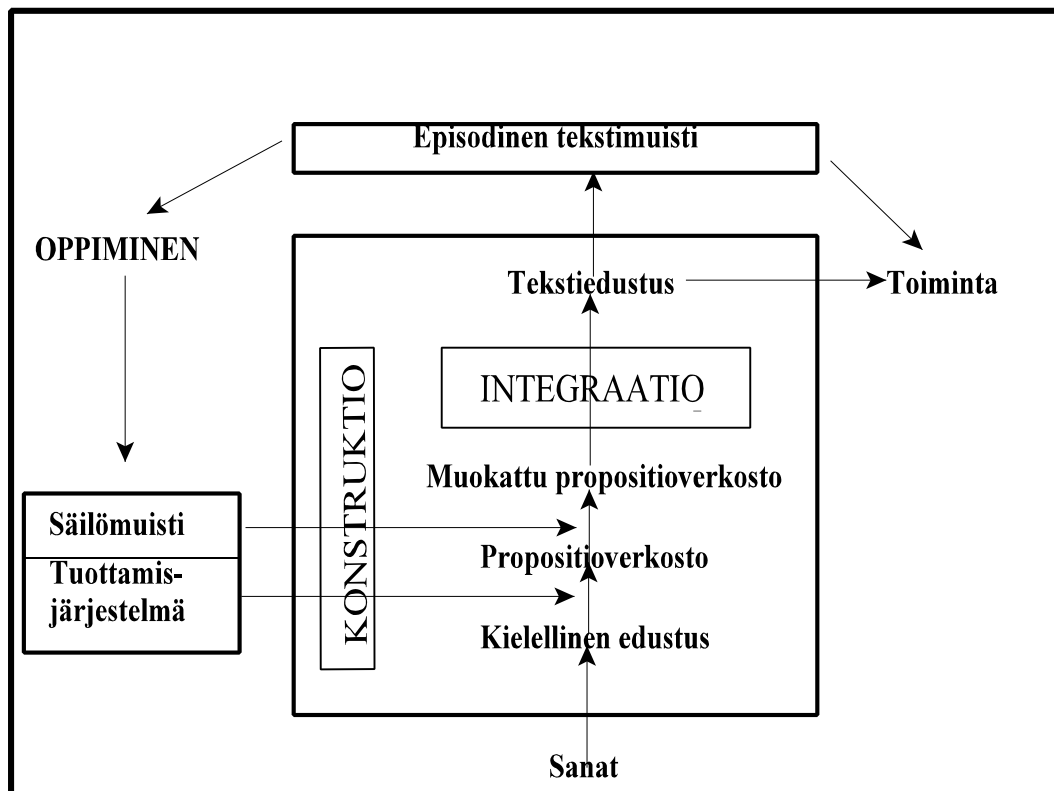 Episodinen tekstimuisti
OPPIMINEN
Tekstiedustus
Toiminta
KONSTRUKTIO
INTEGRAATIO
Muokattu propositioverkosto
Säilömuisti
Propositioverkosto
Tuottamis-
järjestelmä
Kielellinen edustus
Sanat